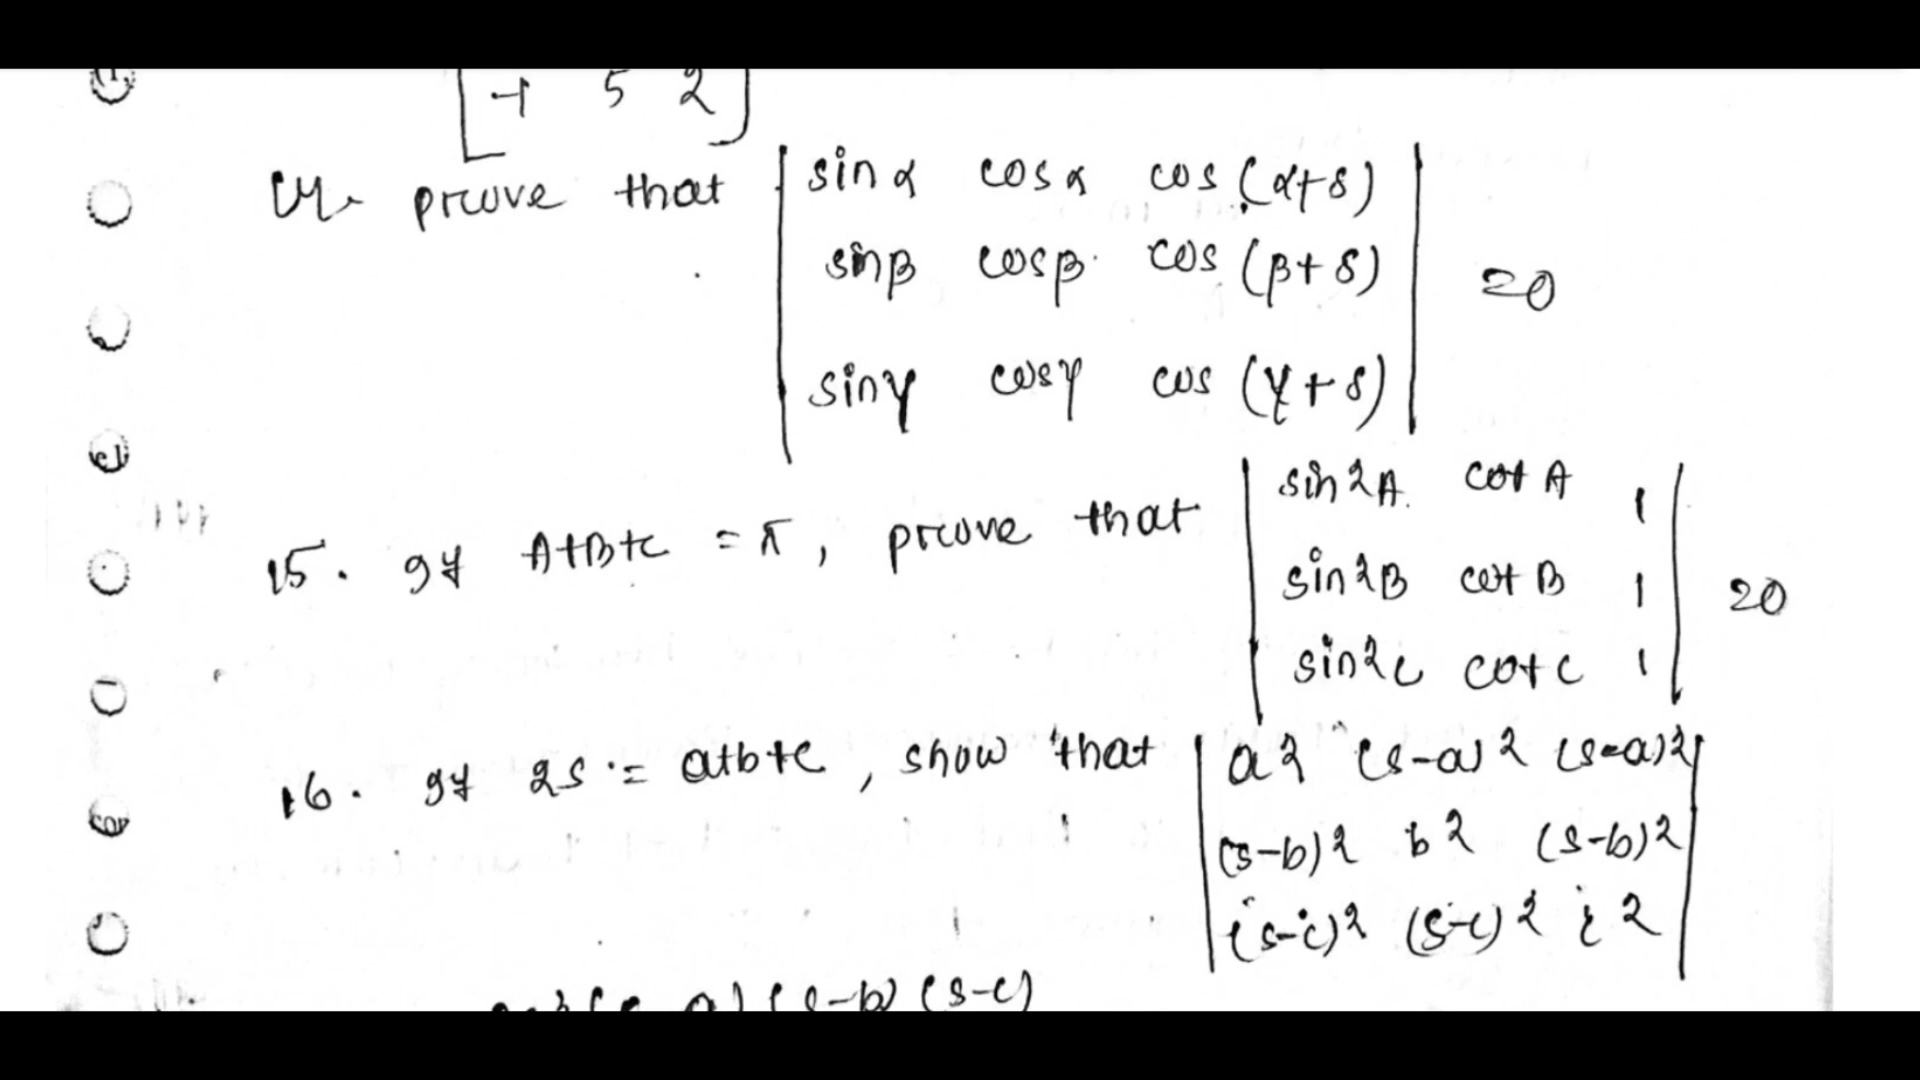 -1 5 2
14. prove that | sin α cos α cos (α+δ) |
| sin β cos β cos (β+δ) | =0
| sin γ cos γ cos (γ+δ) |
15. If A+B+C = π, prove that | sin2A cot A 1 |
| sin2B cot B 1 | =0
| sin2C cot C 1 |
16. If 2s = a+b+c, show that | a2 (s-a)2 (s-a)2 |
| (s-b)2 b2 (s-b)2 |
| (s-c)2 (s-c)2 c2 |
(s-b) (s-c)